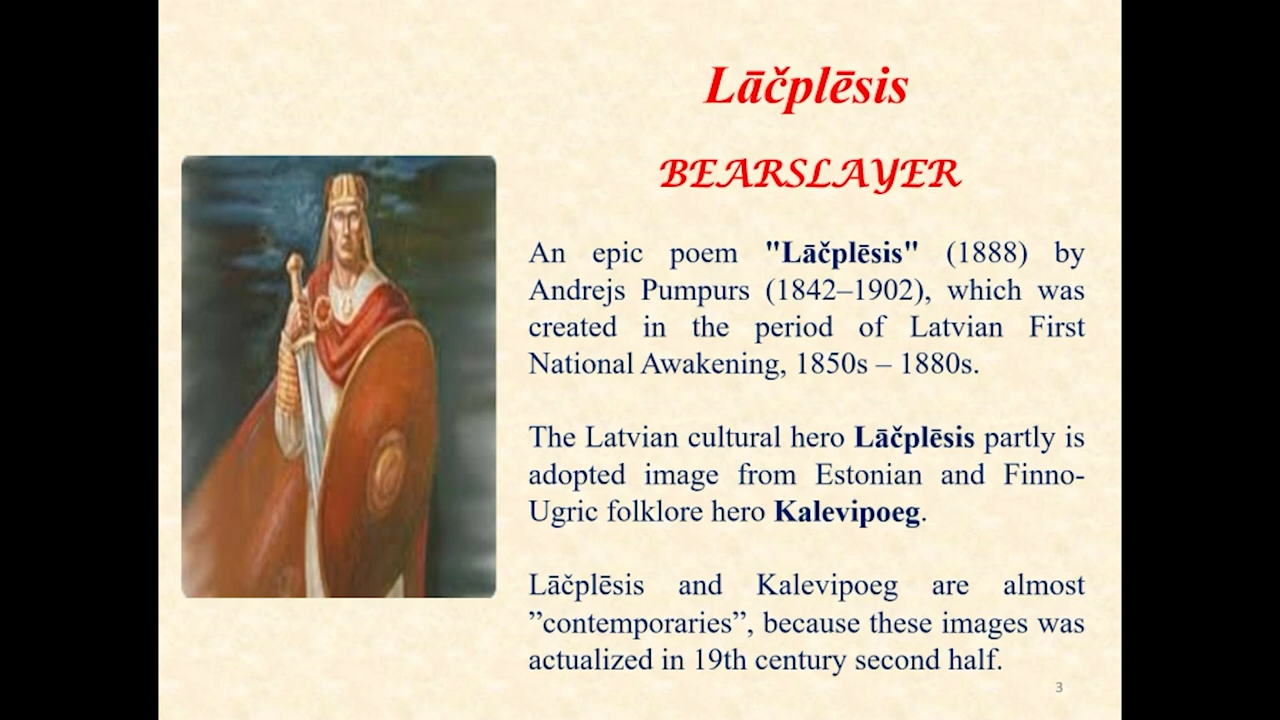 Lāčplēsis
BEARSLAYER
An epic poem "Lāčplēsis" (1888) by
Andrejs Pumpurs (1842–1902), which was
created in the period of Latvian First
National Awakening, 1850s – 1880s.
The Latvian cultural hero Lāčplēsis partly is
adopted image from Estonian and Finno-
Ugric folklore hero Kalevipoeg.
Lāčplēsis and Kalevipoeg are almost
”contemporaries”, because these images was
actualized in 19th century second half.
3